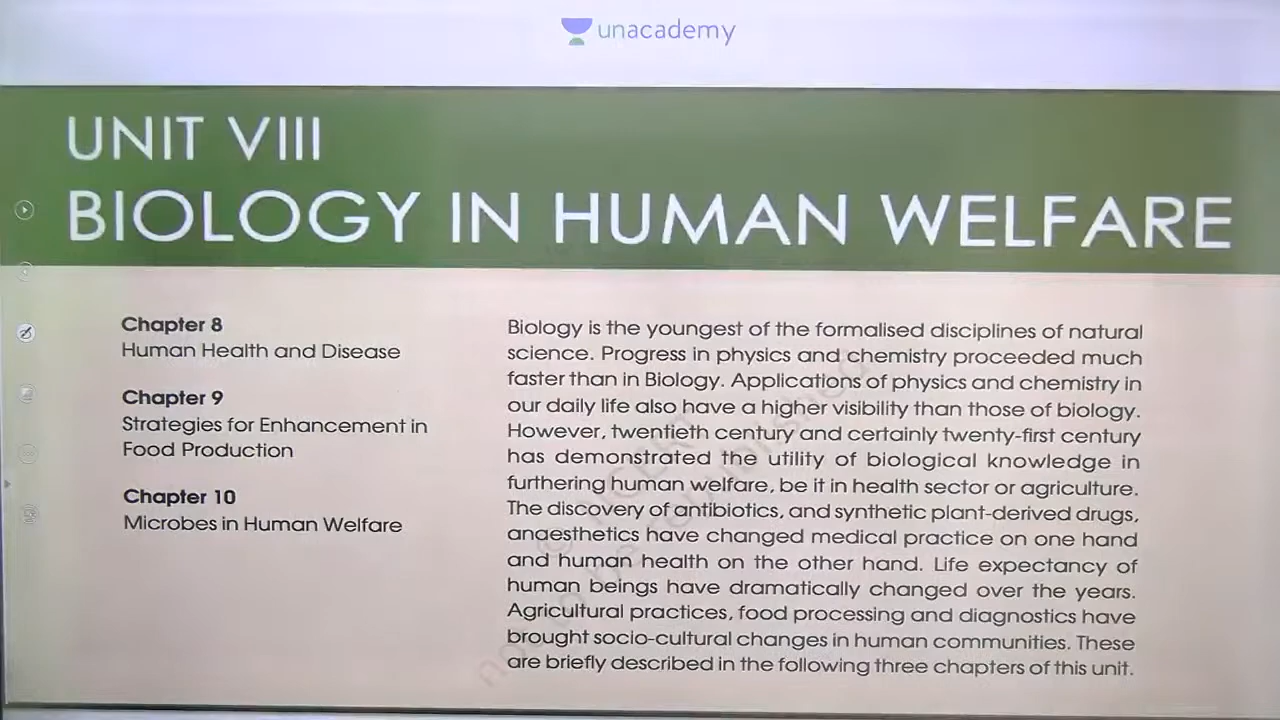 unacademy
UNIT VIII
BIOLOGY IN HUMAN WELFARE
Chapter 8
Human Health and Disease
Chapter 9
Strategies for Enhancement in
Food Production
Chapter 10
Microbes in Human Welfare
Biology is the youngest of the formalised disciplines of natural
science. Progress in physics and chemistry proceeded much
faster than in Biology. Applications of physics and chemistry in
our daily life also have a higher visibility than those of biology.
However, twentieth century and certainly twenty-first century
has demonstrated the utility of biological knowledge in
furthering human welfare, be it in health sector or agriculture.
The discovery of antibiotics, and synthetic plant-derived drugs,
anaesthetics have changed medical practice on one hand
and human health on the other hand. Life expectancy of
human beings have dramatically changed over the years.
Agricultural practices, food processing and diagnostics have
brought socio-cultural changes in human communities. These
are briefly described in the following three chapters of this unit.